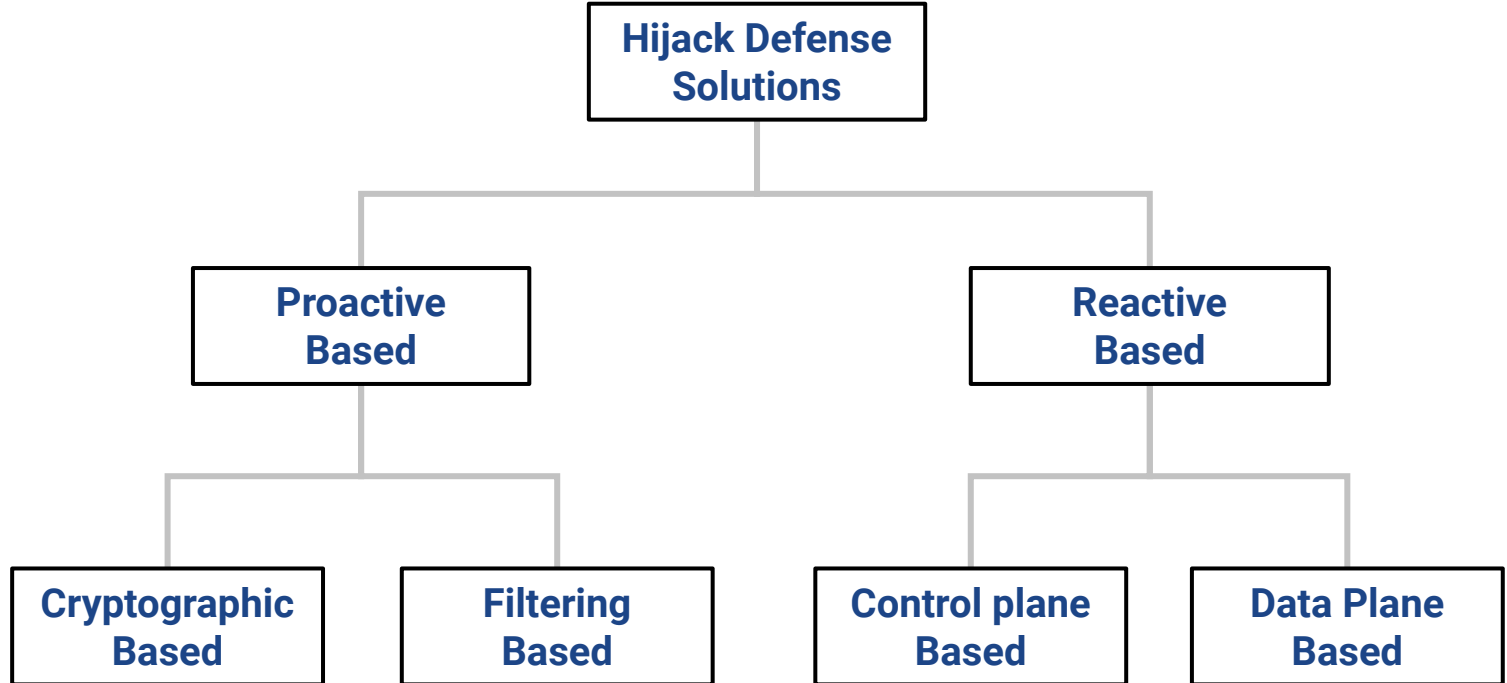 Hijack Defense
Solutions
Proactive
Based
Reactive
Based
Cryptographic
Based
Filtering
Based
Control plane
Based
Data Plane
Based